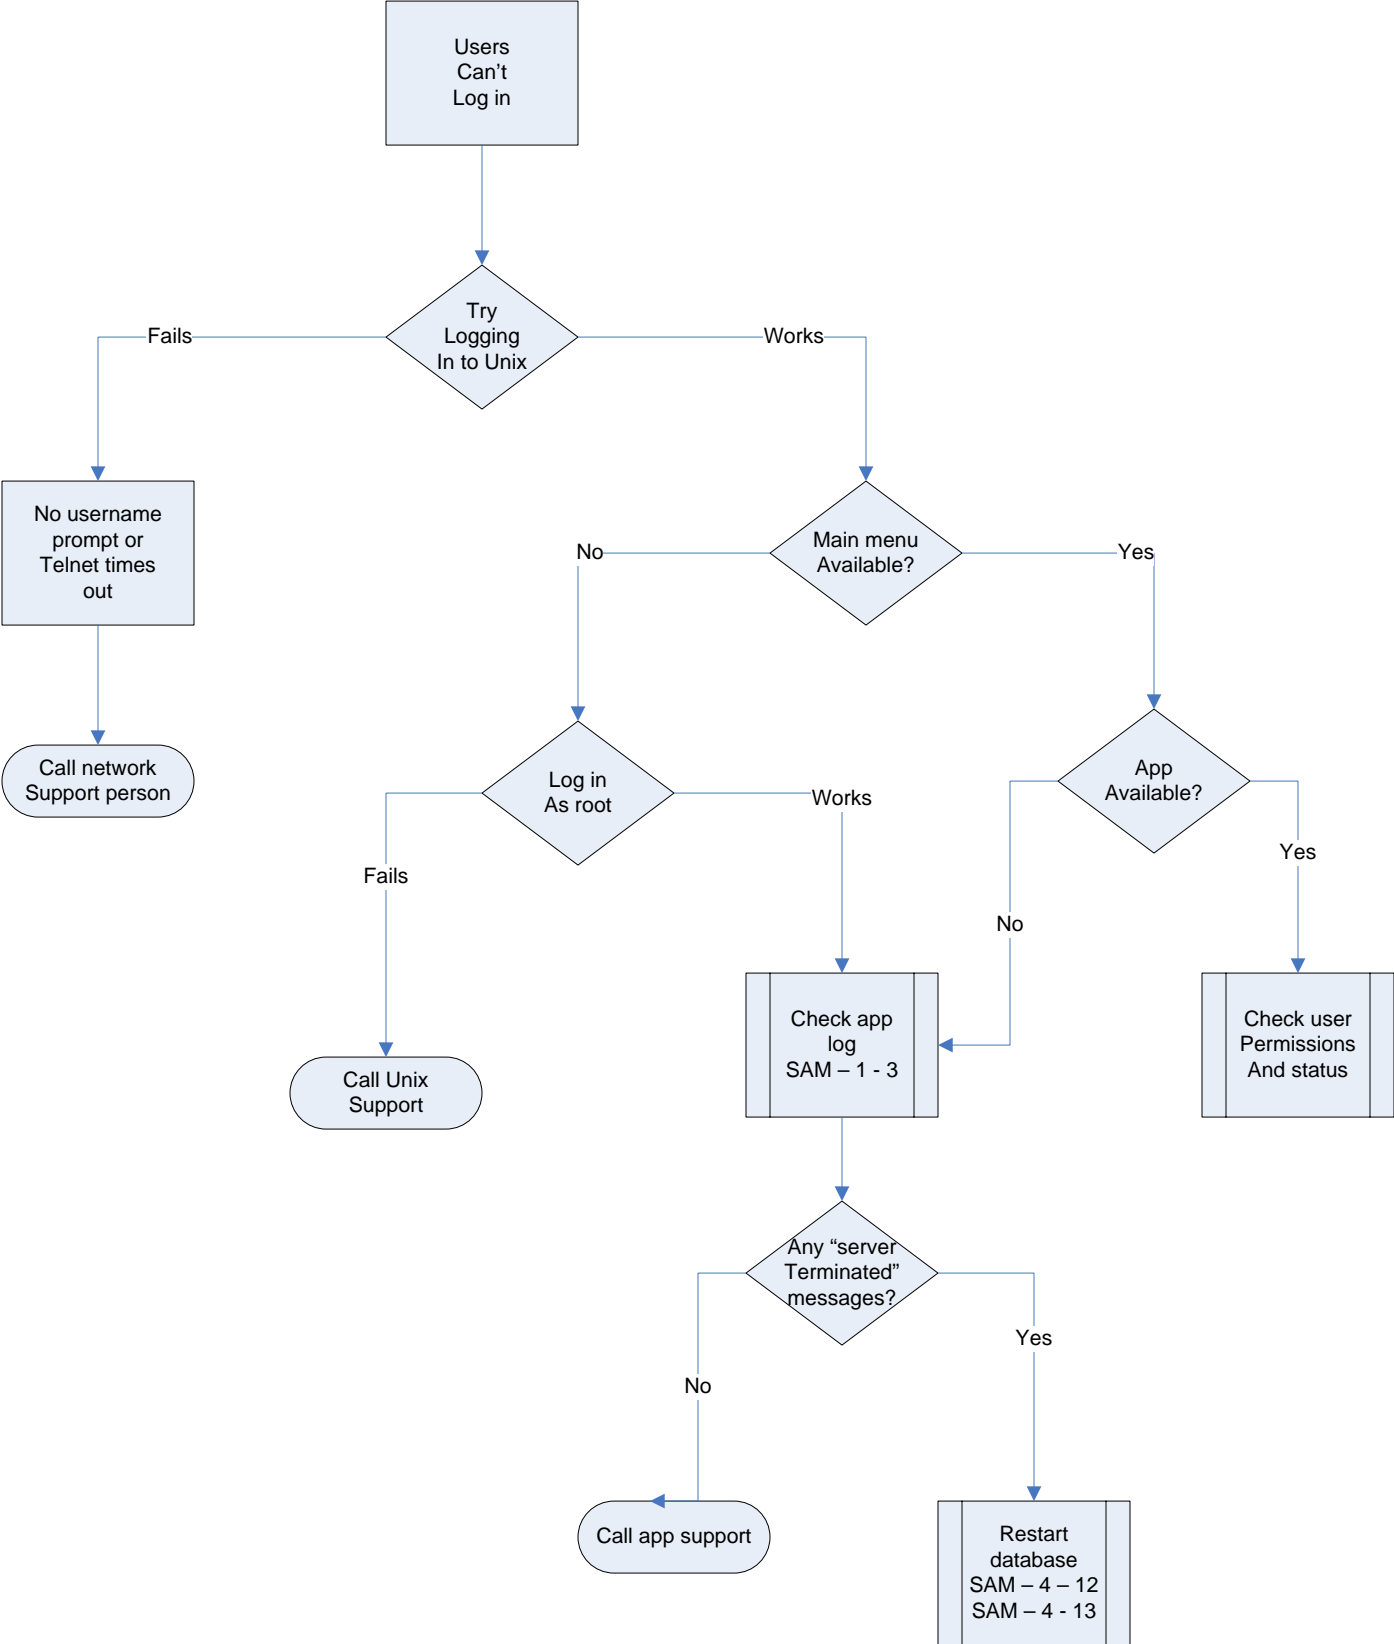 Users
Can’t
Log in
Try
Logging
In to Unix
Fails
Works
No username
prompt or
Telnet times
out
Main menu
Available?
No
Yes
Call network
Support person
Log in
As root
App
Available?
Works
Fails
Yes
No
Check app
log
SAM – 1 - 3
Check user
Permissions
And status
Call Unix
Support
Any “server
Terminated”
messages?
Yes
No
Call app support
Restart
database
SAM – 4 – 12
SAM – 4 - 13